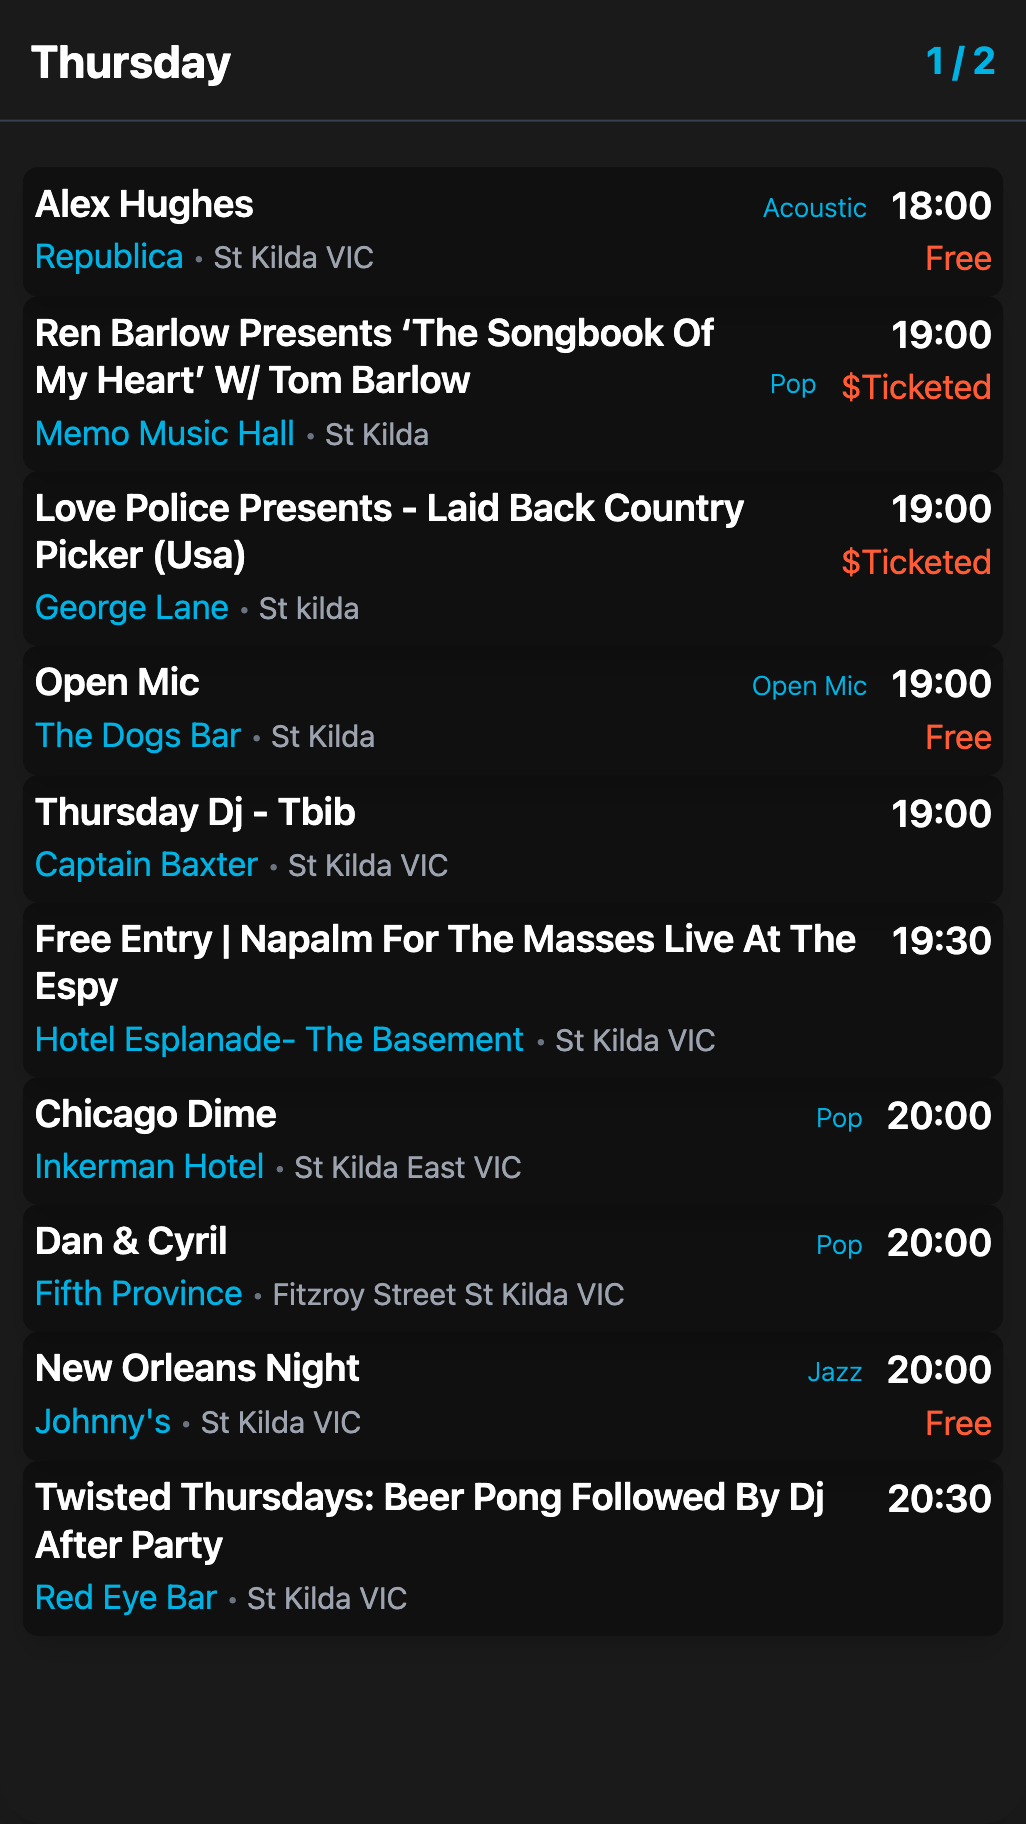 Thursday 1 / 2
Alex Hughes Acoustic 18:00
Republica • St Kilda VIC Free
Ren Barlow Presents ‘The Songbook Of 19:00
My Heart’ W/ Tom Barlow Pop $Ticketed
Memo Music Hall • St Kilda
Love Police Presents - Laid Back Country 19:00
Picker (Usa) $Ticketed
George Lane • St kilda
Open Mic Open Mic 19:00
The Dogs Bar • St Kilda Free
Thursday Dj - Tbib 19:00
Captain Baxter • St Kilda VIC
Free Entry | Napalm For The Masses Live At The 19:30
Espy
Hotel Esplanade- The Basement • St Kilda VIC
Chicago Dime Pop 20:00
Inkerman Hotel • St Kilda East VIC
Dan & Cyril Pop 20:00
Fifth Province • Fitzroy Street St Kilda VIC
New Orleans Night Jazz 20:00
Johnny's • St Kilda VIC Free
Twisted Thursdays: Beer Pong Followed By Dj 20:30
After Party
Red Eye Bar • St Kilda VIC